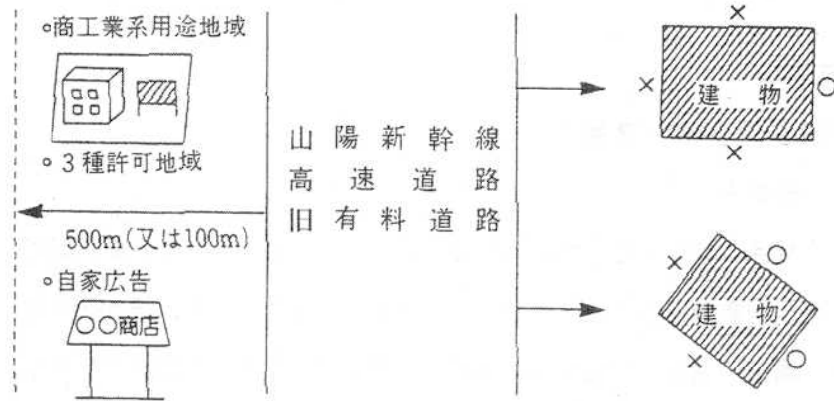 ◦商工業系用途地域
◦3種許可地域
500m(又は100m)
◦自家広告
○○商店
山陽新幹線
高速道路
旧有料道路
×
×建物○
×
×○
建物
×○